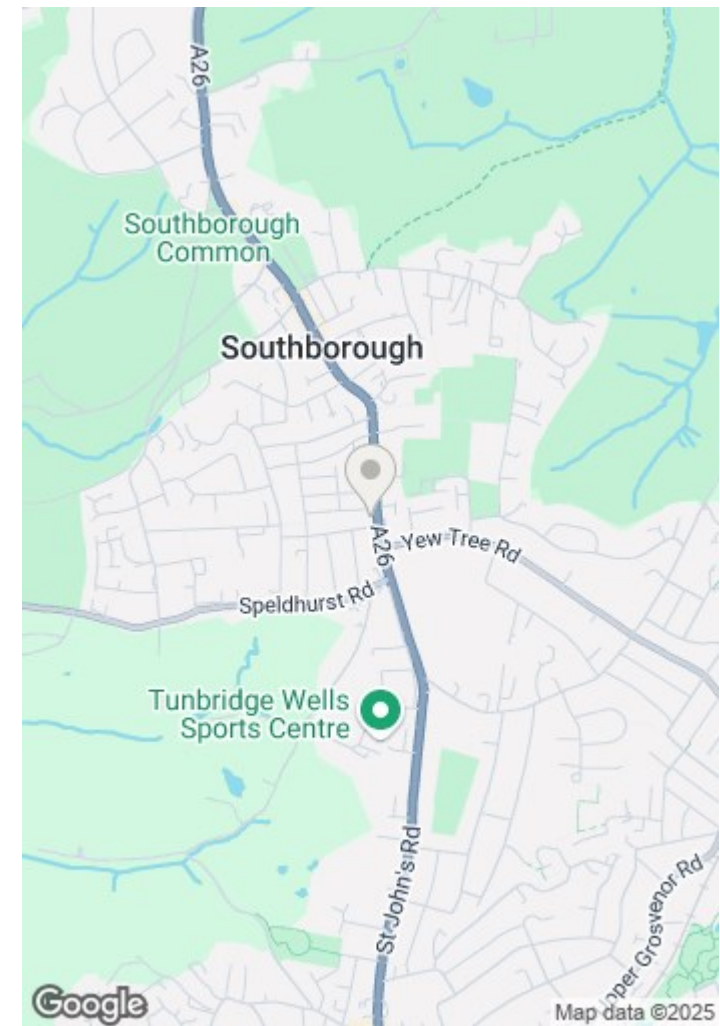 A26
Southborough
Common
Southborough
A26
Yew Tree Rd
Speldhurst Rd
Tunbridge Wells
Sports Centre
St John's Rd
Grosvenor Rd
Google
Map data ©2025